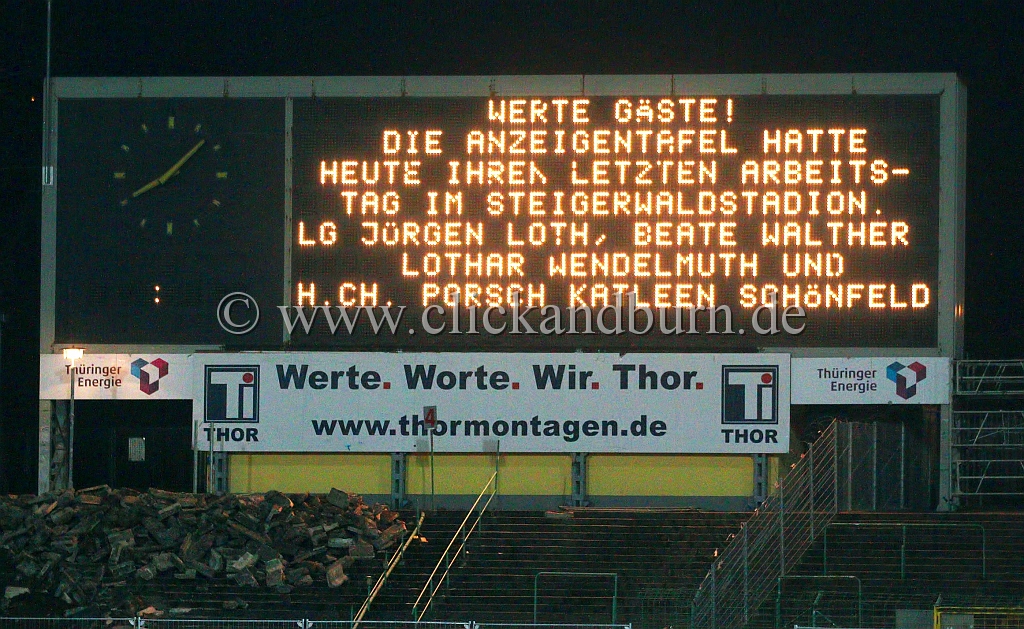 WERTE GÄSTE!
DIE ANZEIGENTAFEL HATTE
HEUTE IHREN LETZTEN ARBEITS-
TAG IM STEIGERWALDSTADION.
LG JÜRGEN LOTH, BEATE WALTHER
LOTHAR WENDELMUTH UND
H.CH. PORSCH KATLEEN SCHÖNFELD
© www.clickandburn.de
Thüringer
Energie
Ti
THOR
Werte. Worte. Wir. Thor.
www.thormontagen.de
Ti
THOR
Thüringer
Energie
4